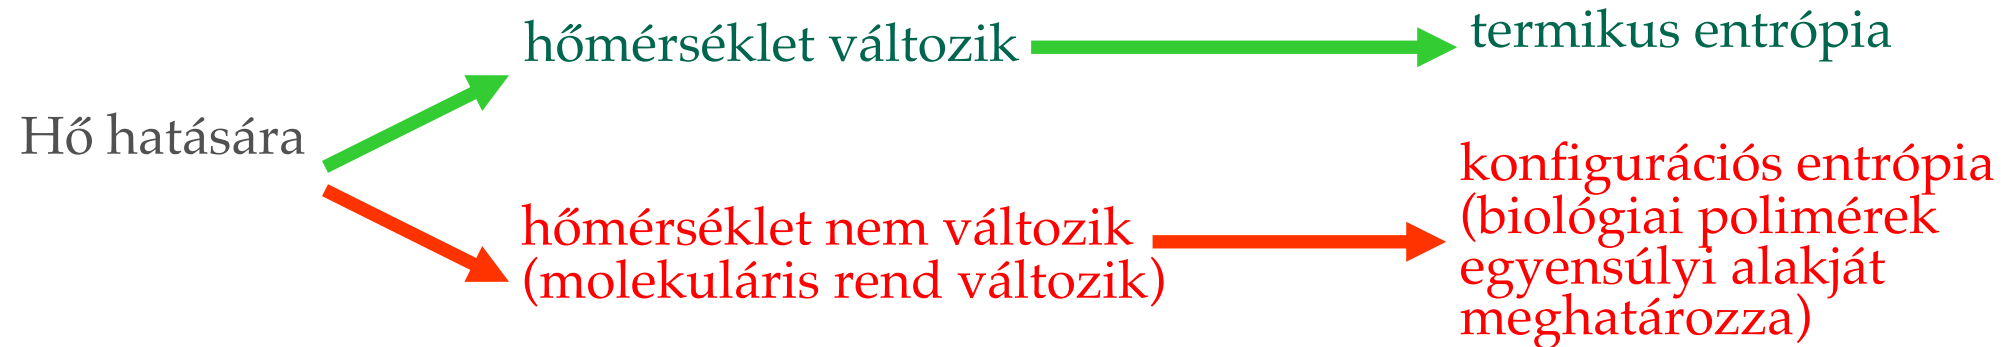 Hő hatására
hőmérséklet változik
termikus entrópia
hőmérséklet nem változik
(molekuláris rend változik)
konfigurációs entrópia
(biológiai polimérek
egyensúlyi alakját
meghatározza)